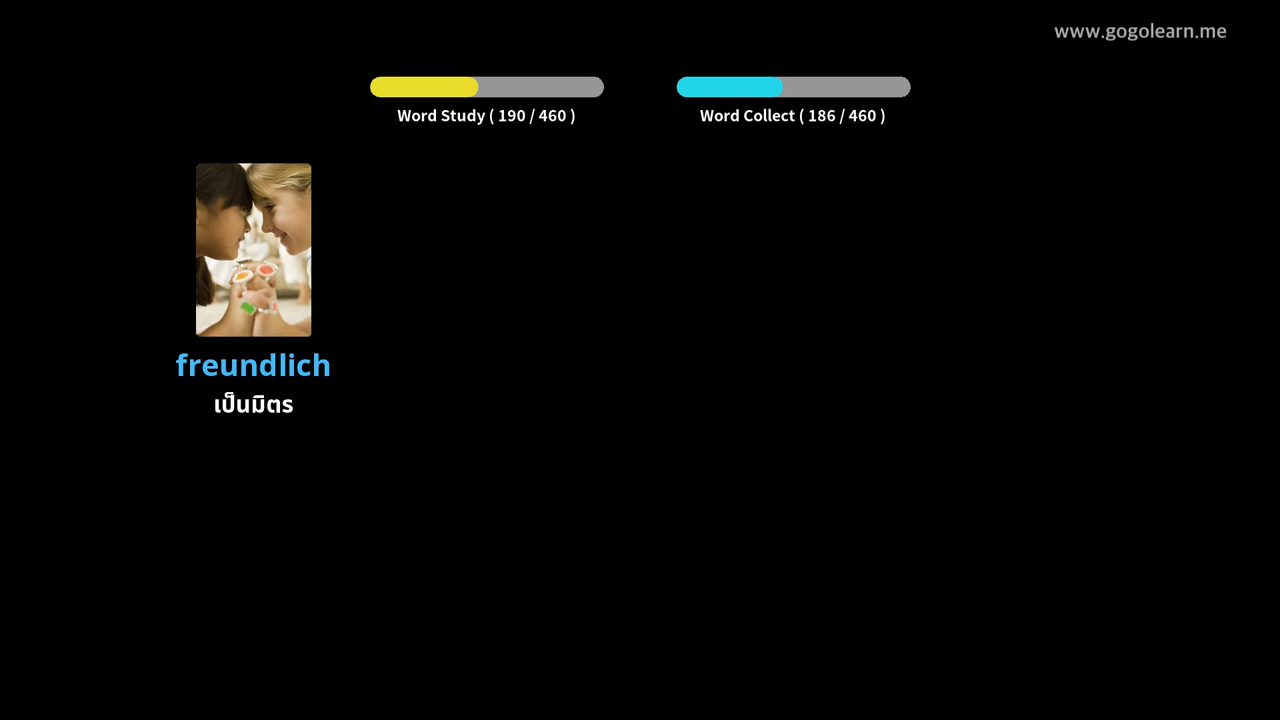 www.gogolearn.me
Word Study ( 190 / 460 )
Word Collect ( 186 / 460 )
freundlich
เป็นมิตร